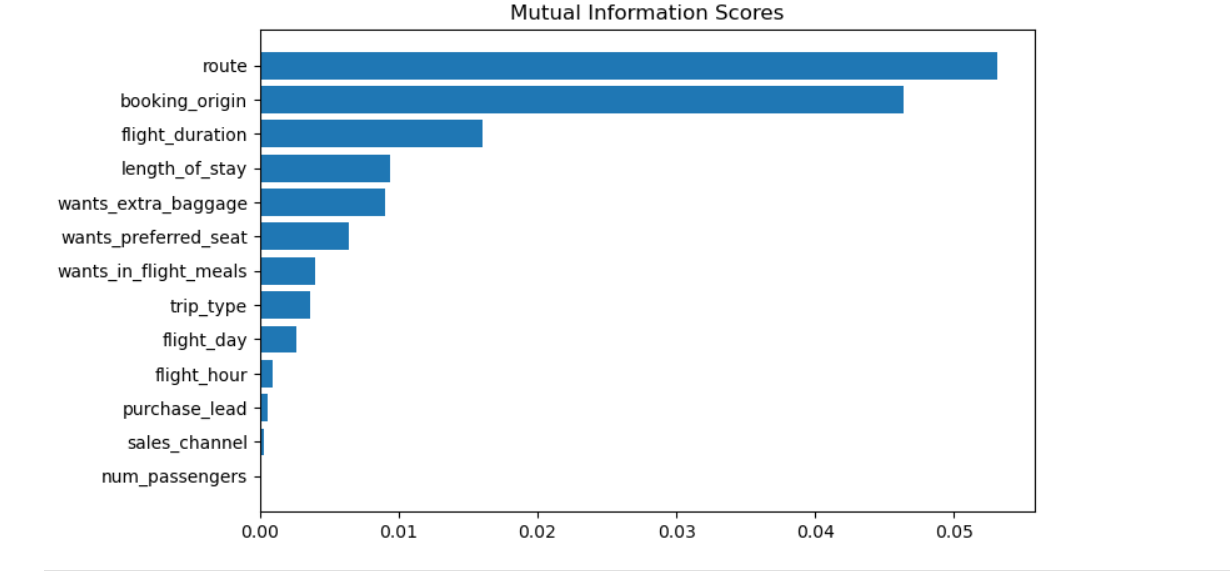 Mutual Information Scores
route
booking_origin
flight_duration
length_of_stay
wants_extra_baggage
wants_preferred_seat
wants_in_flight_meals
trip_type
flight_day
flight_hour
purchase_lead
sales_channel
num_passengers
0.00 0.01 0.02 0.03 0.04 0.05